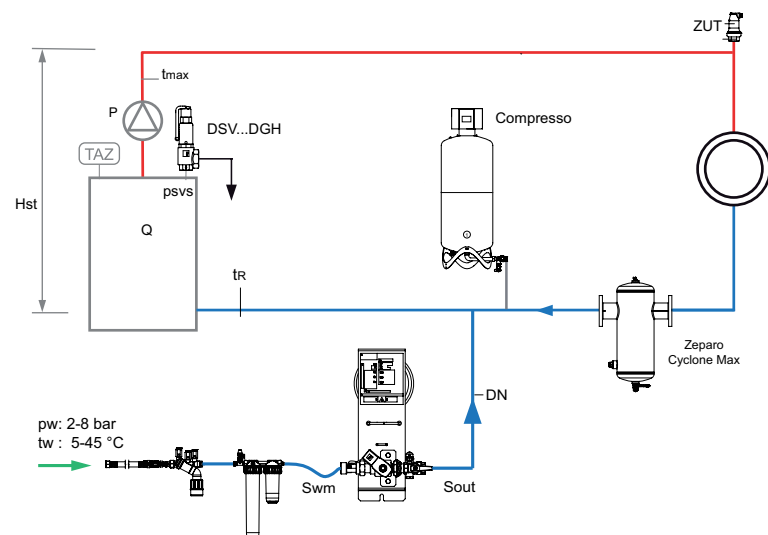 ZUT
tmax
P
DSV...DGH
Compresso
TAZ
psvs
Hst
Q
tR
Zeparo
Cyclone Max
DN
pw: 2-8 bar
tw : 5-45 °C
Swm
Sout